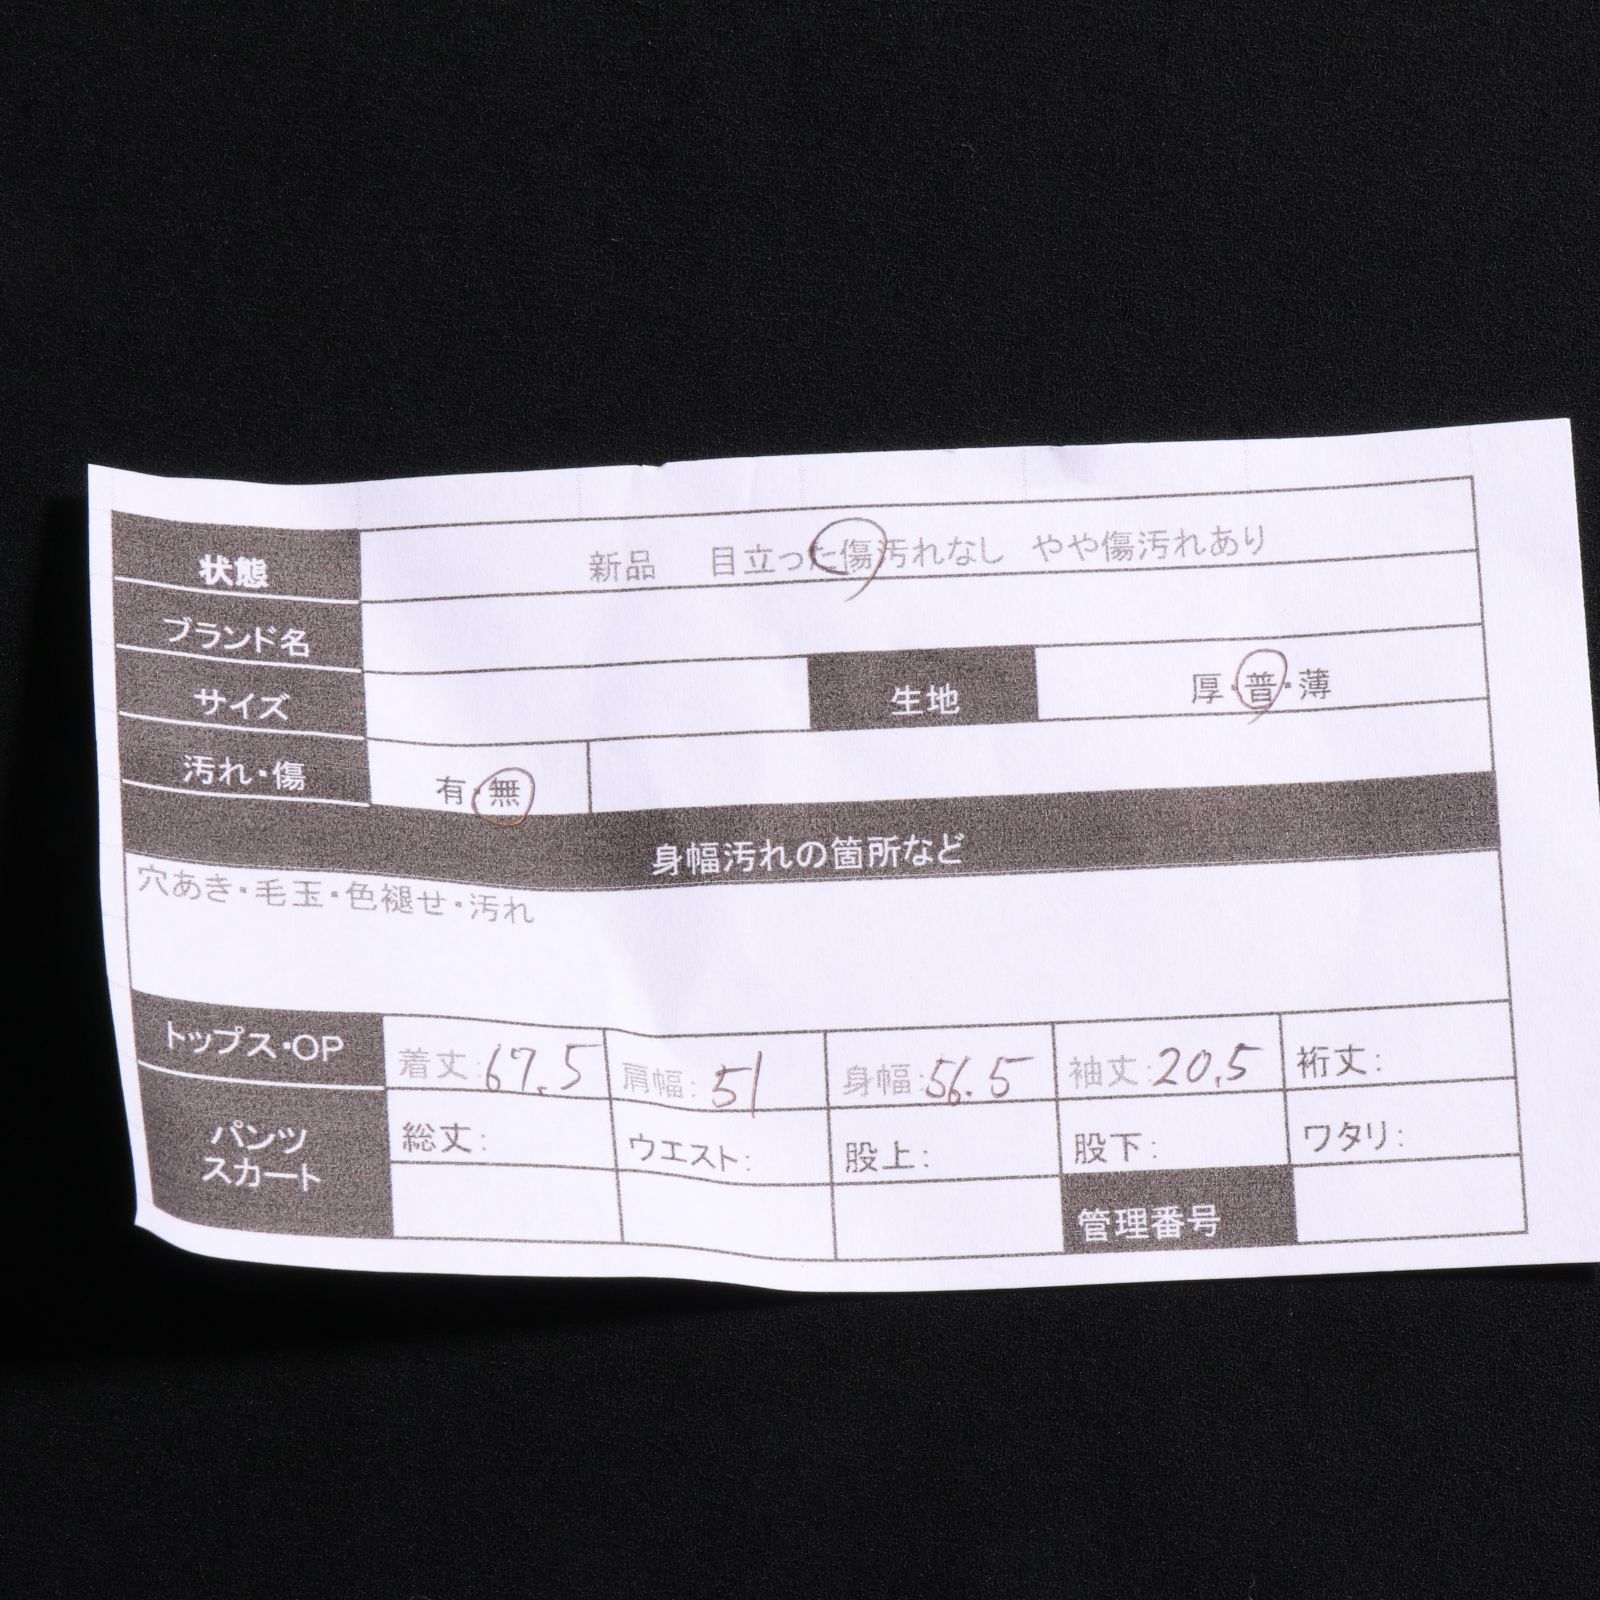 状態 新品 目立った傷汚れなし やや傷汚れあり
ブランド名
サイズ 生地 厚・普・薄
汚れ・傷 有・無
身幅汚れの箇所など
穴あき・毛玉・色褪せ・汚れ
トップス・OP 着丈:67.5 肩幅:51 身幅:56.5 袖丈:20.5 裄丈:
パンツ
スカート 総丈: ウエスト: 股上: 股下: ワタリ:
管理番号